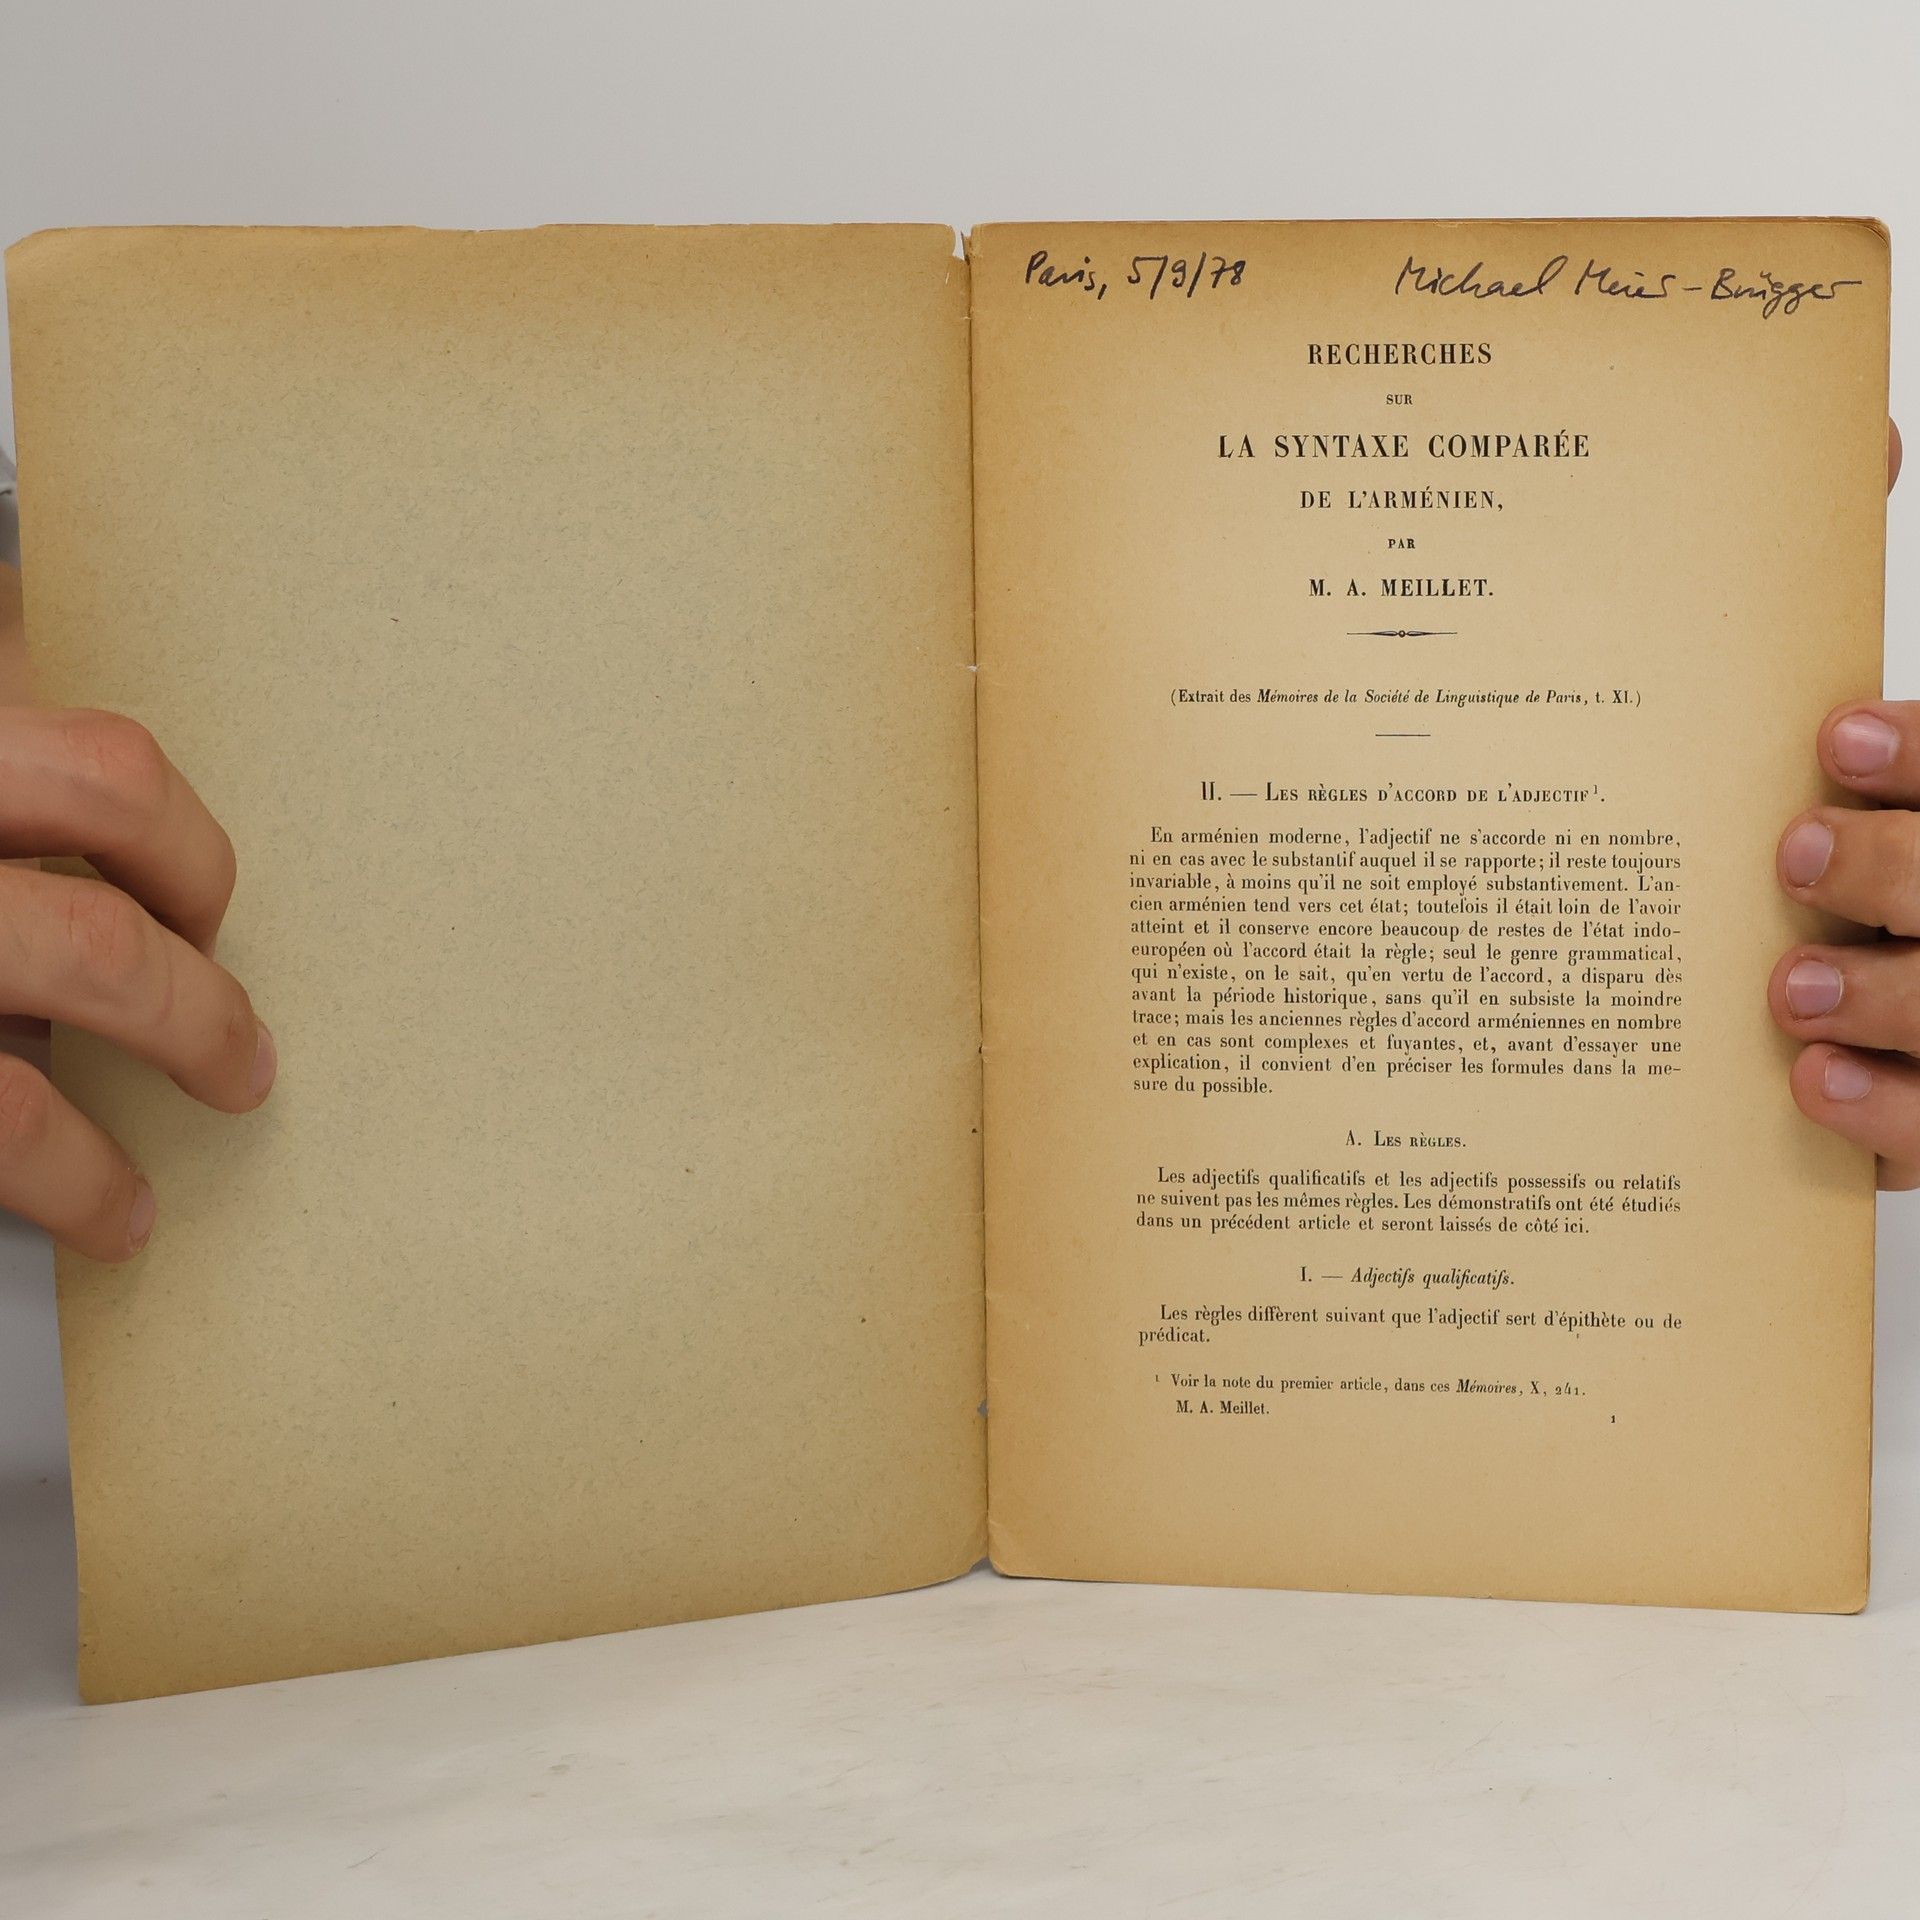 Paris, 5/9/78 Michael Meier-Brügger
RECHERCHES
SUR
LA SYNTAXE COMPARÉE
DE L'ARMÉNIEN,
PAR
M. A. MEILLET.
(Extrait des Mémoires de la Société de Linguistique de Paris, t. XI.)
II. — LES RÈGLES D'ACCORD DE L'ADJECTIF¹.
En arménien moderne, l'adjectif ne s'accorde ni en nombre,
ni en cas avec le substantif auquel il se rapporte; il reste toujours
invariable, à moins qu'il ne soit employé substantivement. L'an-
cien arménien tend vers cet état; toutefois il était loin de l'avoir
atteint et il conserve encore beaucoup de restes de l'état indo-
européen où l'accord était la règle; seul le genre grammatical,
qui n'existe, on le sait, qu'en vertu de l'accord, a disparu dès
avant la période historique, sans qu'il en subsiste la moindre
trace; mais les anciennes règles d'accord arméniennes en nombre
et en cas sont complexes et fuyantes, et, avant d'essayer une
explication, il convient d'en préciser les formules dans la me-
sure du possible.
A. LES RÈGLES.
Les adjectifs qualificatifs et les adjectifs possessifs ou relatifs
ne suivent pas les mêmes règles. Les démonstratifs ont été étudiés
dans un précédent article et seront laissés de côté ici.
I. — Adjectifs qualificatifs.
Les règles diffèrent suivant que l'adjectif sert d'épithète ou de
prédicat.
¹ Voir la note du premier article, dans ces Mémoires, X, 241.
M. A. Meillet. 1